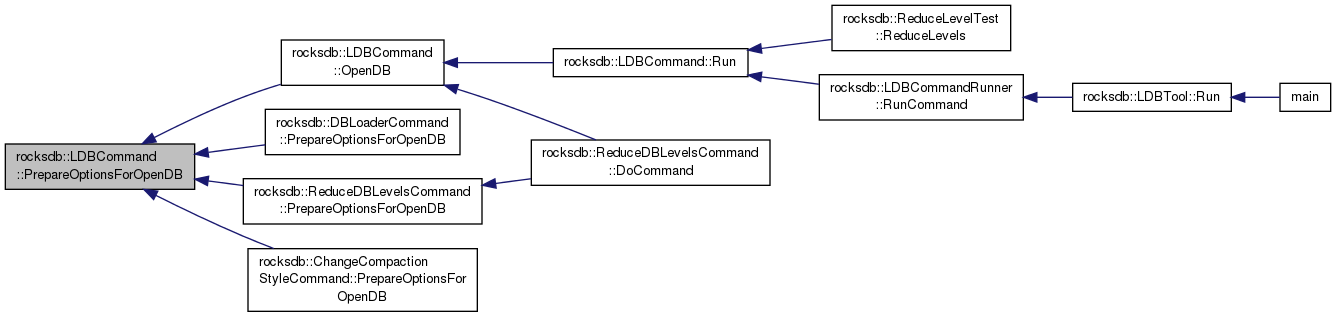 rocksdb::LDBCommand
::PrepareOptionsForOpenDB
rocksdb::LDBCommand
::OpenDB
rocksdb::DBLoaderCommand
::PrepareOptionsForOpenDB
rocksdb::ReduceDBLevelsCommand
::PrepareOptionsForOpenDB
rocksdb::ChangeCompaction
StyleCommand::PrepareOptionsFor
OpenDB
rocksdb::LDBCommand::Run
rocksdb::ReduceDBLevelsCommand
::DoCommand
rocksdb::ReduceLevelTest
::ReduceLevels
rocksdb::LDBCommandRunner
::RunCommand
rocksdb::LDBTool::Run
main